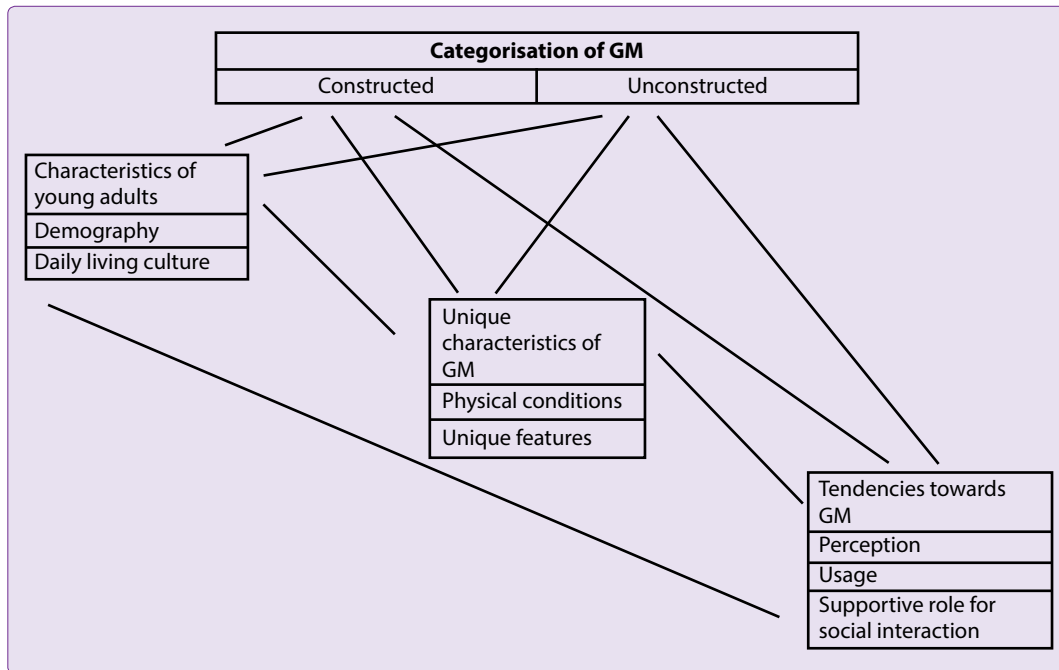 Categorisation of GM
Constructed
Unconstructed
Characteristics of
young adults
Demography
Daily living culture
Unique
characteristics of
GM
Physical conditions
Unique features
Tendencies towards
GM
Perception
Usage
Supportive role for
social interaction